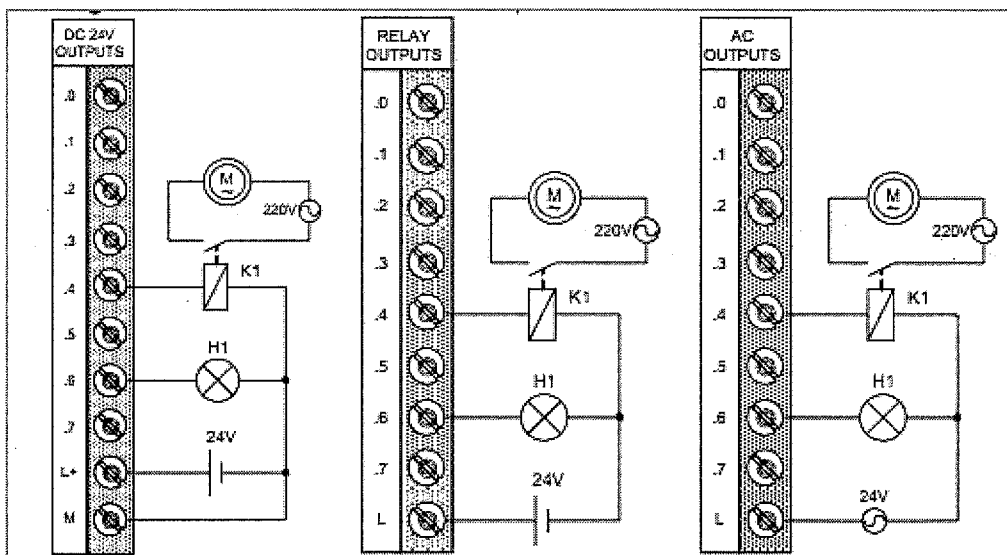 DC 24V
OUTPUTS
.0
.1
.2
.3
.4
.5
.6
.7
L+
M
M
220V
K1
H1
24V
RELAY
OUTPUTS
.0
.1
.2
.3
.4
.5
.6
.7
L
M
220V
K1
H1
24V
AC
OUTPUTS
.0
.1
.2
.3
.4
.5
.6
.7
L
M
220V
K1
H1
24V